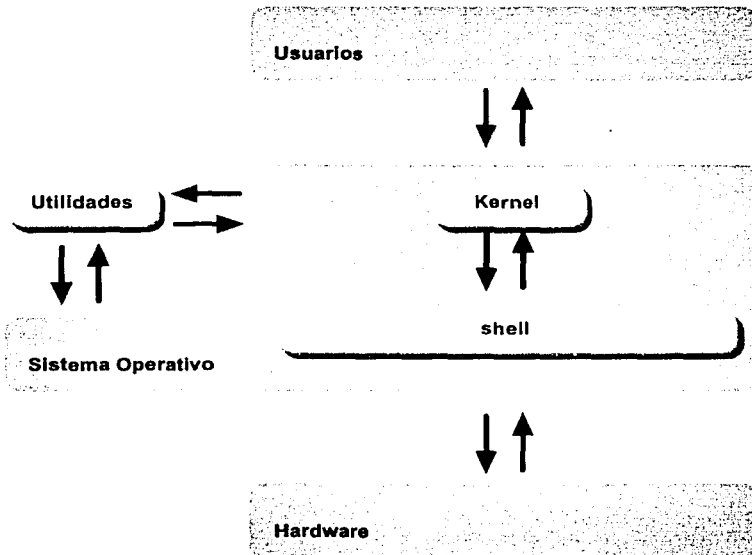 Usuarios
Utilidades
Kernel
shell
Sistema Operativo
Hardware